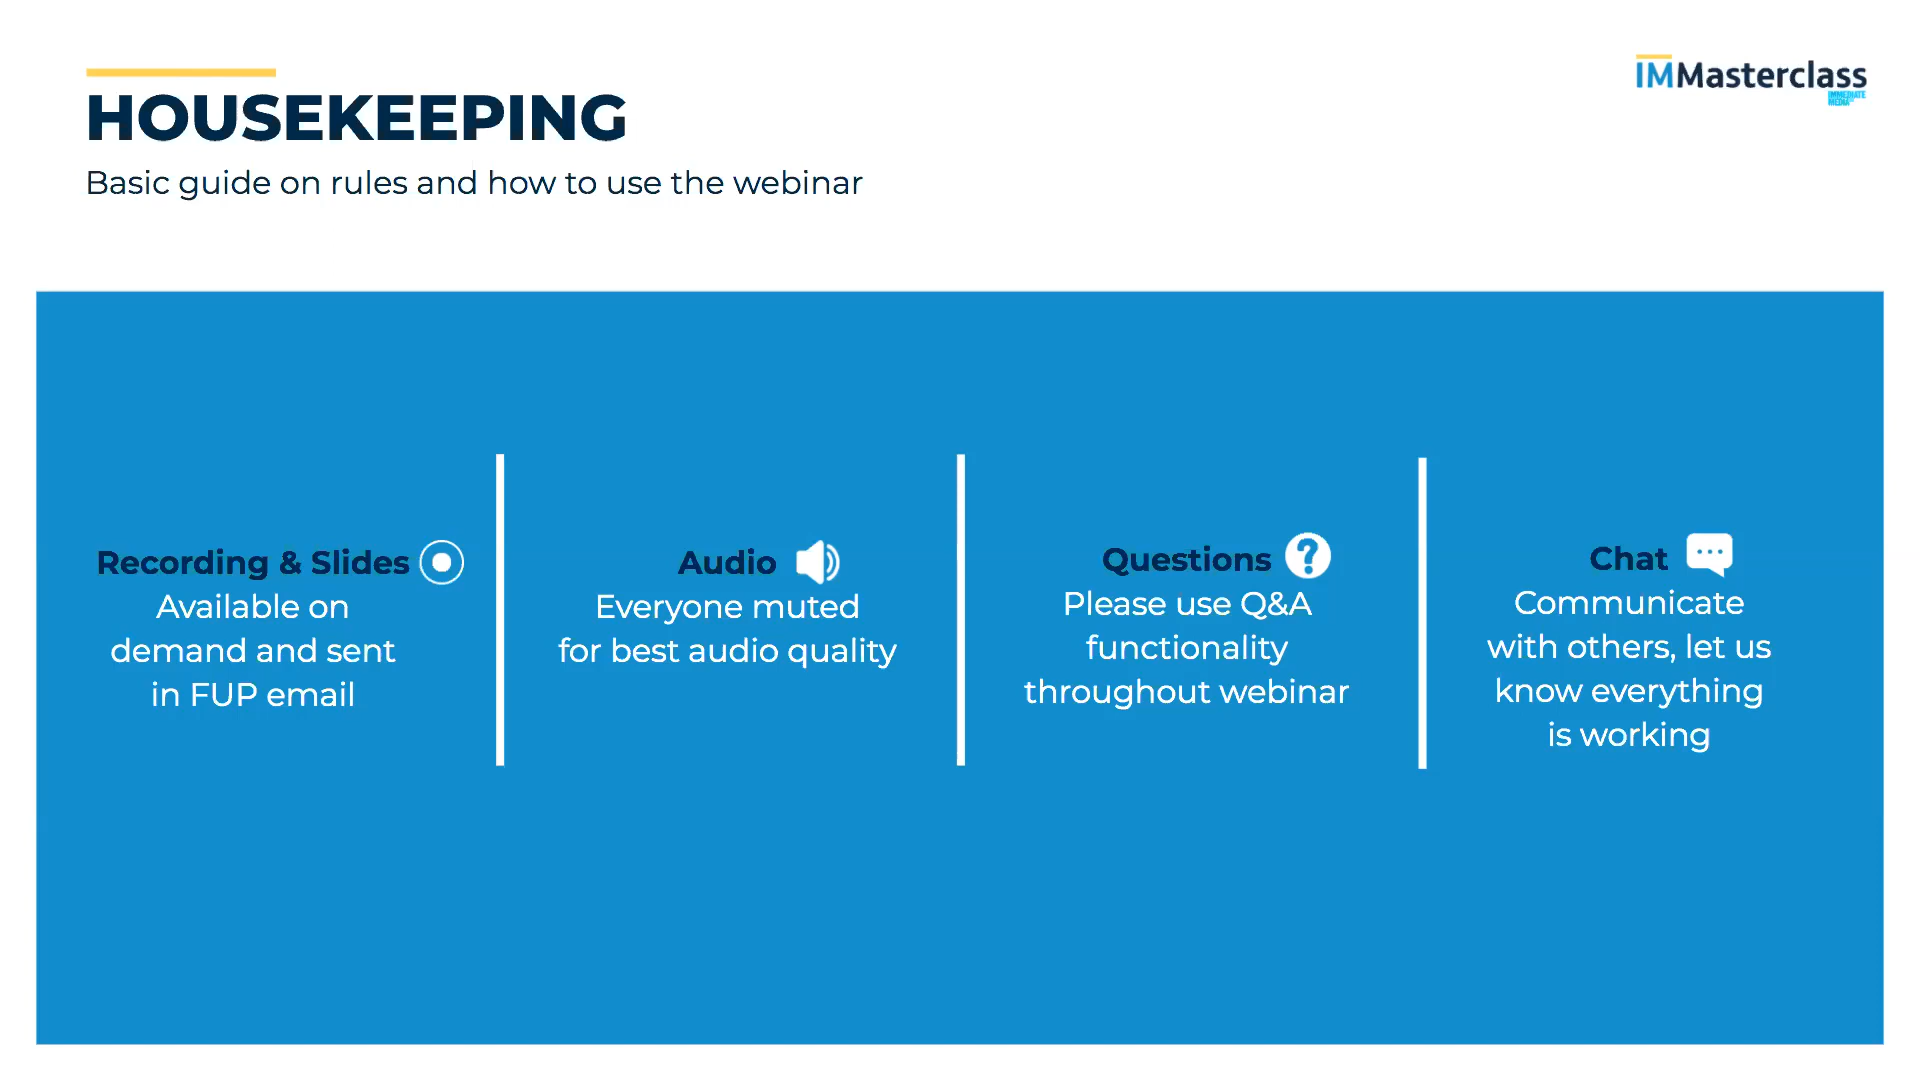 HOUSEKEEPING
Basic guide on rules and how to use the webinar
IMMasterclass
IMMEDIATE
MEDIA
Recording & Slides
Available on
demand and sent
in FUP email
Audio
Everyone muted
for best audio quality
Questions
Please use Q&A
functionality
throughout webinar
Chat
Communicate
with others, let us
know everything
is working